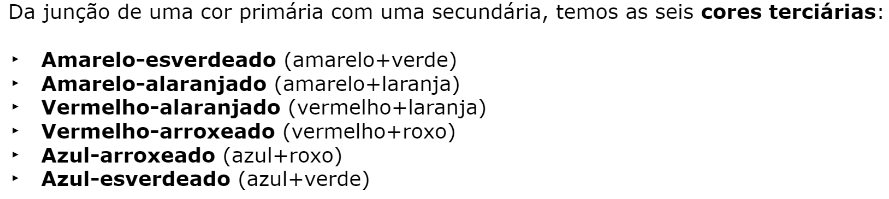 Da junção de uma cor primária com uma secundária, temos as seis cores terciárias:
‣ Amarelo-esverdeado (amarelo+verde)
‣ Amarelo-alaranjado (amarelo+laranja)
‣ Vermelho-alaranjado (vermelho+laranja)
‣ Vermelho-arroxeado (vermelho+roxo)
‣ Azul-arroxeado (azul+roxo)
‣ Azul-esverdeado (azul+verde)